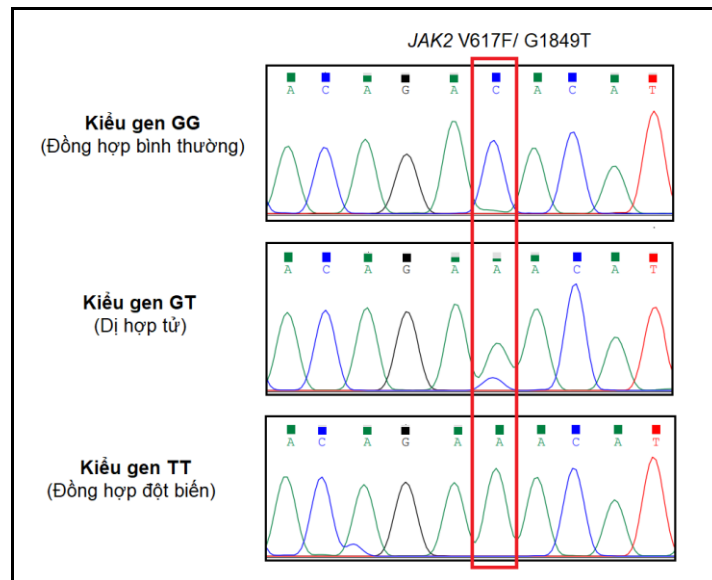 JAK2 V617F/ G1849T
Kiểu gen GG
(Đồng hợp bình thường)
A C A G A C A C A T
Kiểu gen GT
(Dị hợp tử)
A C A G A A A C A T
Kiểu gen TT
(Đồng hợp đột biến)
A C A G A A A C A T